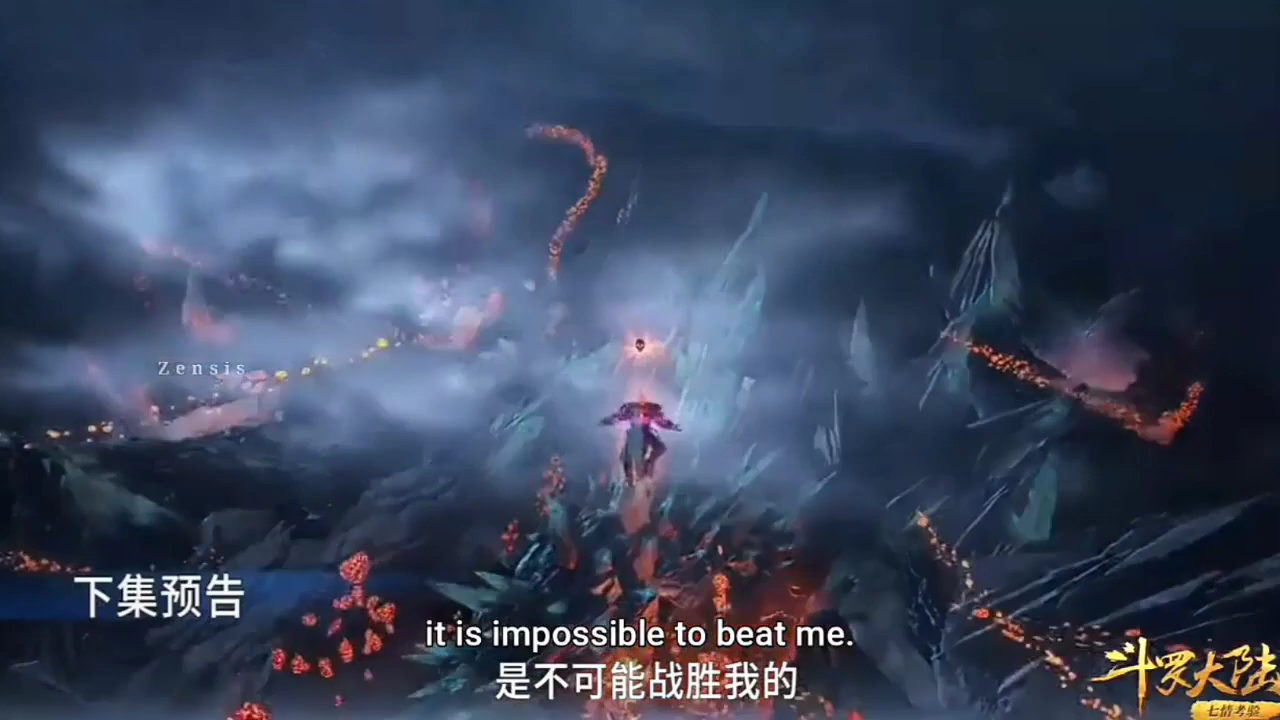 Zensis
下集预告
it is impossible to beat me.
是不可能战胜我的
斗罗大陆
七情考验